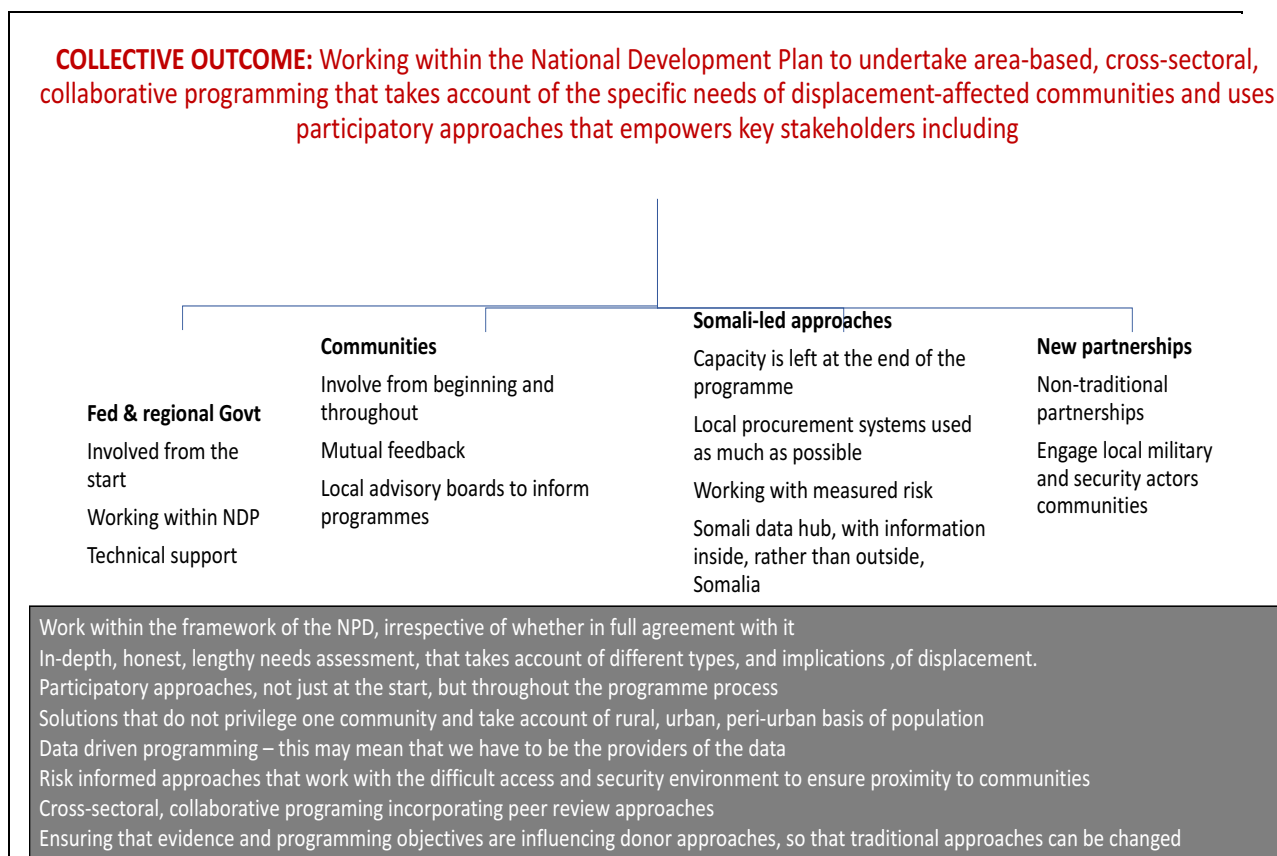 COLLECTIVE OUTCOME: Working within the National Development Plan to undertake area-based, cross-sectoral,
collaborative programming that takes account of the specific needs of displacement-affected communities and uses
participatory approaches that empowers key stakeholders including
Fed & regional Govt
Involved from the
start
Working within NDP
Technical support
Communities
Involve from beginning and
throughout
Mutual feedback
Local advisory boards to inform
programmes
Somali-led approaches
Capacity is left at the end of the
programme
Local procurement systems used
as much as possible
Working with measured risk
Somali data hub, with information
inside, rather than outside,
Somalia
New partnerships
Non-traditional
partnerships
Engage local military
and security actors
communities
Work within the framework of the NPD, irrespective of whether in full agreement with it
In-depth, honest, lengthy needs assessment, that takes account of different types, and implications ,of displacement.
Participatory approaches, not just at the start, but throughout the programme process
Solutions that do not privilege one community and take account of rural, urban, peri-urban basis of population
Data driven programming – this may mean that we have to be the providers of the data
Risk informed approaches that work with the difficult access and security environment to ensure proximity to communities
Cross-sectoral, collaborative programing incorporating peer review approaches
Ensuring that evidence and programming objectives are influencing donor approaches, so that traditional approaches can be changed